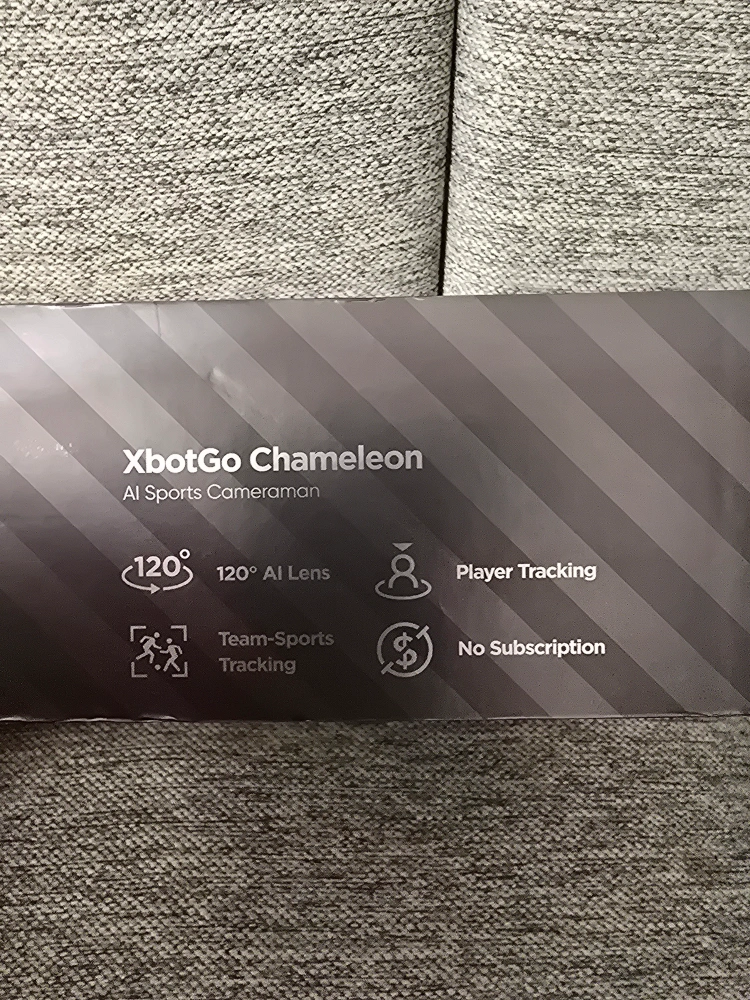 XbotGo Chameleon
AI Sports Cameraman
120°
120° AI Lens
Player Tracking
Team-Sports
Tracking
$
No Subscription